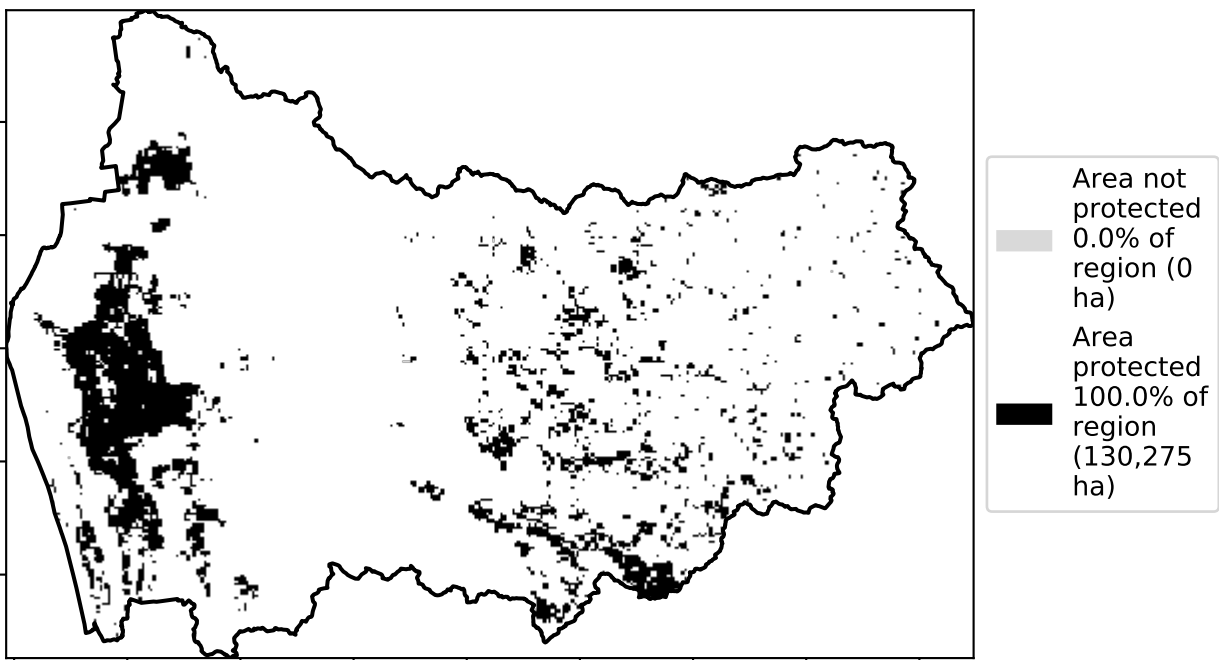 Area not
protected
0.0% of
region (0
ha)
Area
protected
100.0% of
region
(130,275
ha)